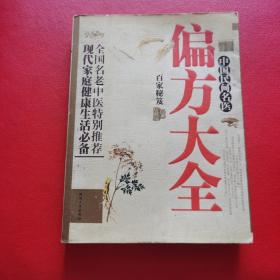 中国民间名医
偏方大全
百家秘笈
全国名老中医特别推荐
现代家庭健康生活必备